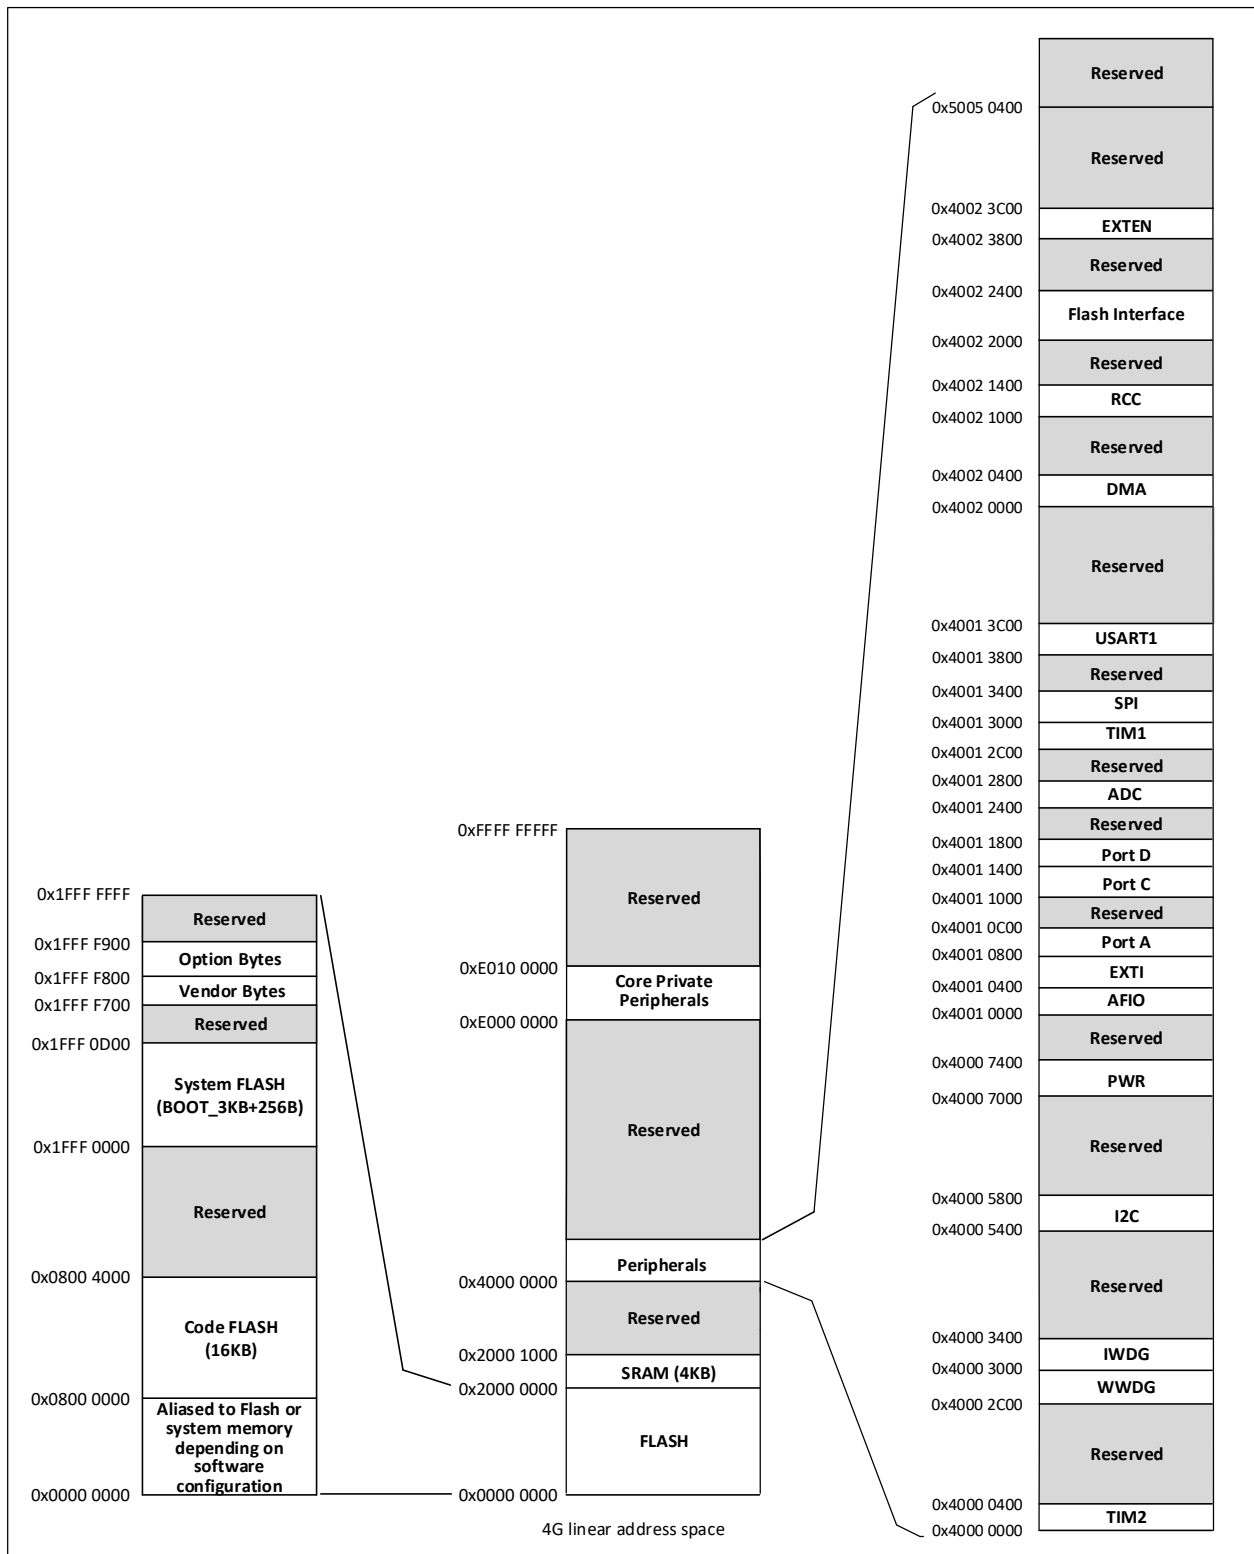 Reserved
0x5005 0400
Reserved
0x4002 3C00
EXTEN
0x4002 3800
Reserved
0x4002 2400
Flash Interface
0x4002 2000
Reserved
0x4002 1400
RCC
0x4002 1000
Reserved
0x4002 0400
DMA
0x4002 0000
Reserved
0x4001 3C00
USART1
0x4001 3800
Reserved
0x4001 3400
SPI
0x4001 3000
TIM1
0x4001 2C00
Reserved
0x4001 2800
ADC
0x4001 2400
Reserved
0x4001 1800
Port D
0x4001 1400
Port C
0x4001 1000
Reserved
0x4001 0C00
Port A
0x4001 0800
EXTI
0x4001 0400
AFIO
0x4001 0000
Reserved
0x4000 7400
PWR
0x4000 7000
Reserved
0x4000 5800
I2C
0x4000 5400
Reserved
0x4000 3400
IWDG
0x4000 3000
WWDG
0x4000 2C00
Reserved
0x4000 0400
TIM2
0x4000 0000
0xFFFF FFFFF
Reserved
0xE010 0000
Core Private
Peripherals
0xE000 0000
Reserved
Peripherals
0x4000 0000
Reserved
0x2000 1000
SRAM (4KB)
0x2000 0000
FLASH
0x0000 0000
4G linear address space
0x1FFF FFFF
Reserved
0x1FFF F900
Option Bytes
0x1FFF F800
Vendor Bytes
0x1FFF F700
Reserved
0x1FFF 0D00
System FLASH
(BOOT_3KB+256B)
0x1FFF 0000
Reserved
0x0800 4000
Code FLASH
(16KB)
0x0800 0000
Aliased to Flash or
system memory
depending on
software
configuration
0x0000 0000